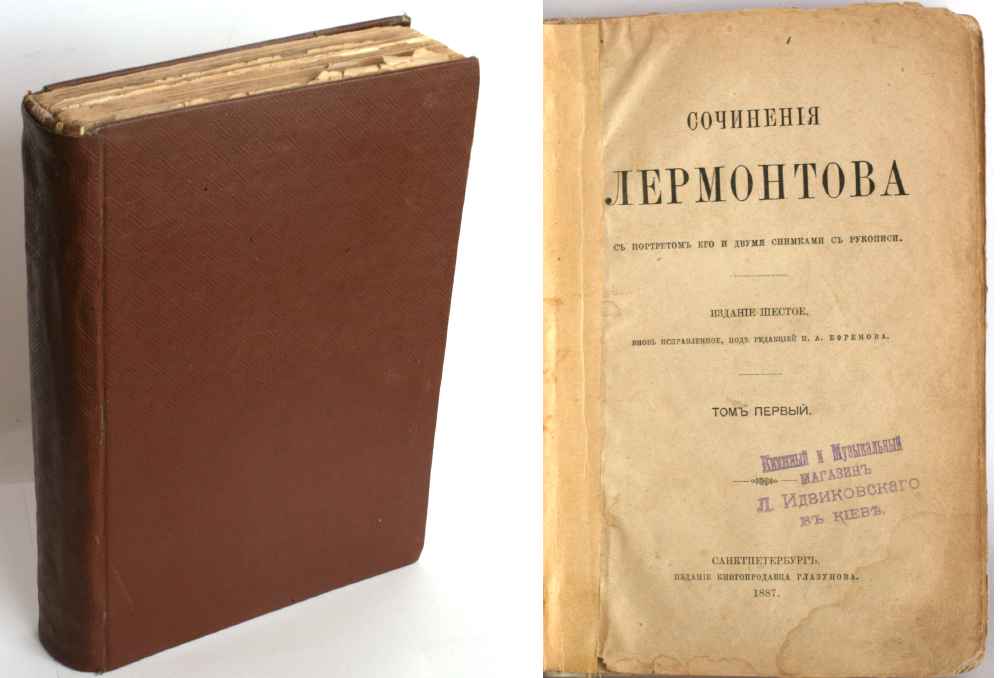 СОЧИНЕНІЯ
ЛЕРМОНТОВА
СЪ ПОРТРЕТОМЪ ЕГО И ДВУМЯ СНИМКАМИ СЪ РУКОПИСИ.
ИЗДАНІЕ ШЕСТОЕ,
ВНОВЬ ИСПРАВЛЕННОЕ, ПОДЪ РЕДАКЦІЕЙ П. А. ЕФРЕМОВА.
ТОМЪ ПЕРВЫЙ.
Книжный и Музыкальный
МАГАЗИНЪ
Л. Идзиковскаго
ВЪ КІЕВѢ.
САНКТПЕТЕРБУРГЪ.
ИЗДАНІЕ КНИГОПРОДАВЦА ГЛАЗУНОВА.
1887.